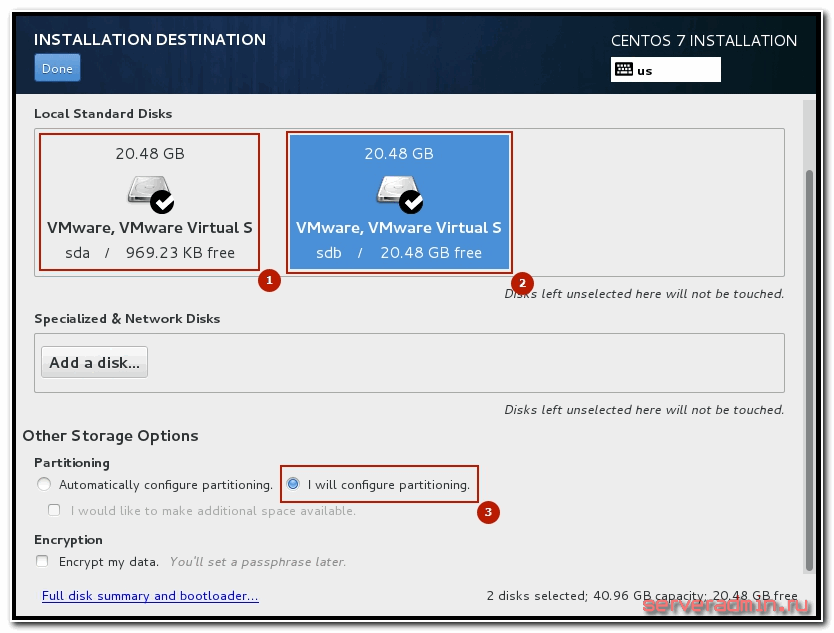 INSTALLATION DESTINATION
CENTOS 7 INSTALLATION
Done
us
Local Standard Disks
20.48 GB
VMware, VMware Virtual S
sda / 969.23 KB free
1
20.48 GB
VMware, VMware Virtual S
sdb / 20.48 GB free
2
Disks left unselected here will not be touched.
Specialized & Network Disks
Add a disk...
Disks left unselected here will not be touched.
Other Storage Options
Partitioning
Automatically configure partitioning.
I will configure partitioning.
3
I would like to make additional space available.
Encryption
Encrypt my data. You'll set a passphrase later.
Full disk summary and bootloader...
2 disks selected; 40.96 GB capacity; 20.48 GB free
serveradmin.ru